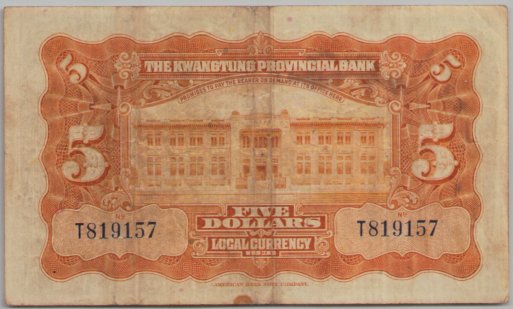 THE KWANGTUNG PROVINCIAL BANK
PROMISES TO PAY THE BEARER ON DEMAND AT ITS OFFICE HERE
5 5
5 5
FIVE
DOLLARS
Nº Nº
T819157 T819157
LOCAL CURRENCY
AMERICAN BANK NOTE COMPANY.